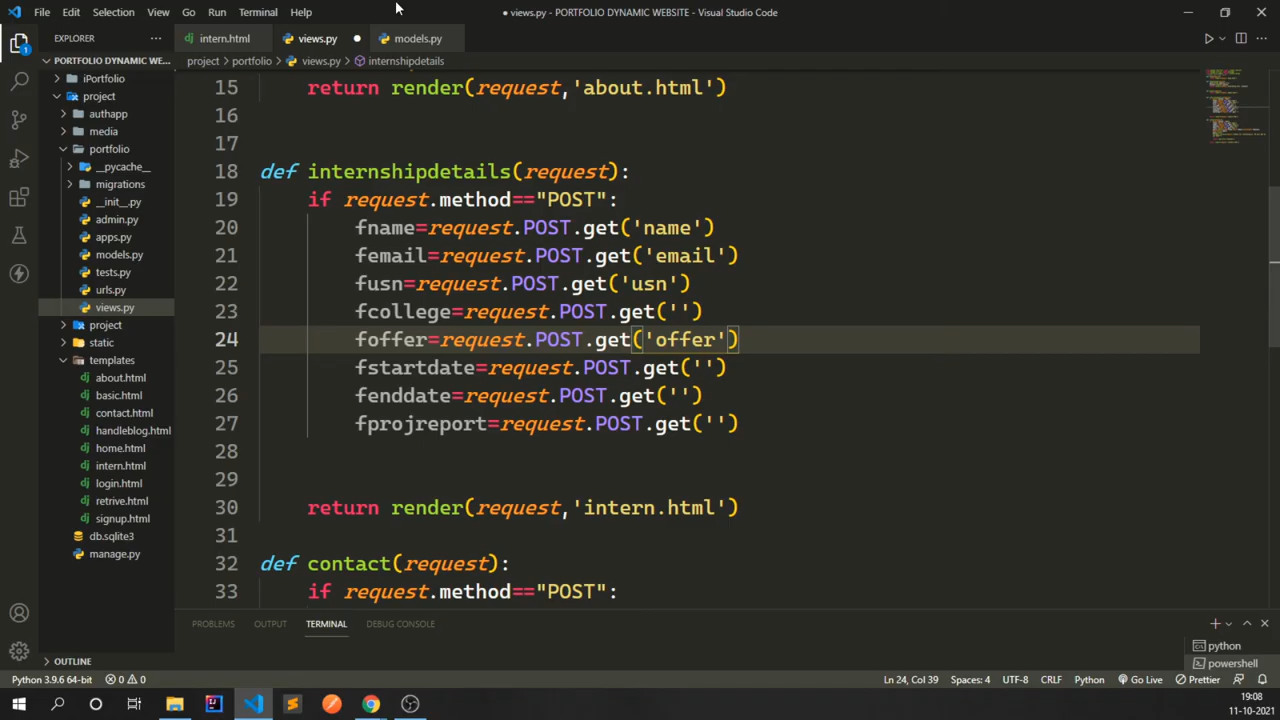 File Edit Selection View Go Run Terminal Help
● views.py - PORTFOLIO DYNAMIC WEBSITE - Visual Studio Code
EXPLORER ...
intern.html views.py ● models.py
PORTFOLIO DYNAMIC WE...
project > portfolio > views.py > internshipdetails
1
iPortfolio
project
authapp
media
portfolio
__pycache__
migrations
__init__.py
admin.py
apps.py
models.py
tests.py
urls.py
views.py
project
static
templates
about.html
basic.html
contact.html
handleblog.html
home.html
intern.html
login.html
retrive.html
signup.html
db.sqlite3
manage.py
OUTLINE
15 return render(request,'about.html')
16
17
18 def internshipdetails(request):
19 if request.method=="POST":
20 fname=request.POST.get('name')
21 femail=request.POST.get('email')
22 fusn=request.POST.get('usn')
23 fcollege=request.POST.get('')
24 foffer=request.POST.get('offer')
25 fstartdate=request.POST.get('')
26 fenddate=request.POST.get('')
27 fprojreport=request.POST.get('')
28
29
30 return render(request,'intern.html')
31
32 def contact(request):
33 if request.method=="POST":
PROBLEMS OUTPUT TERMINAL DEBUG CONSOLE
python
powershell
Python 3.9.6 64-bit 0 0 Ln 24, Col 39 Spaces: 4 UTF-8 CRLF Python Go Live Prettier
19:08
11-10-2021